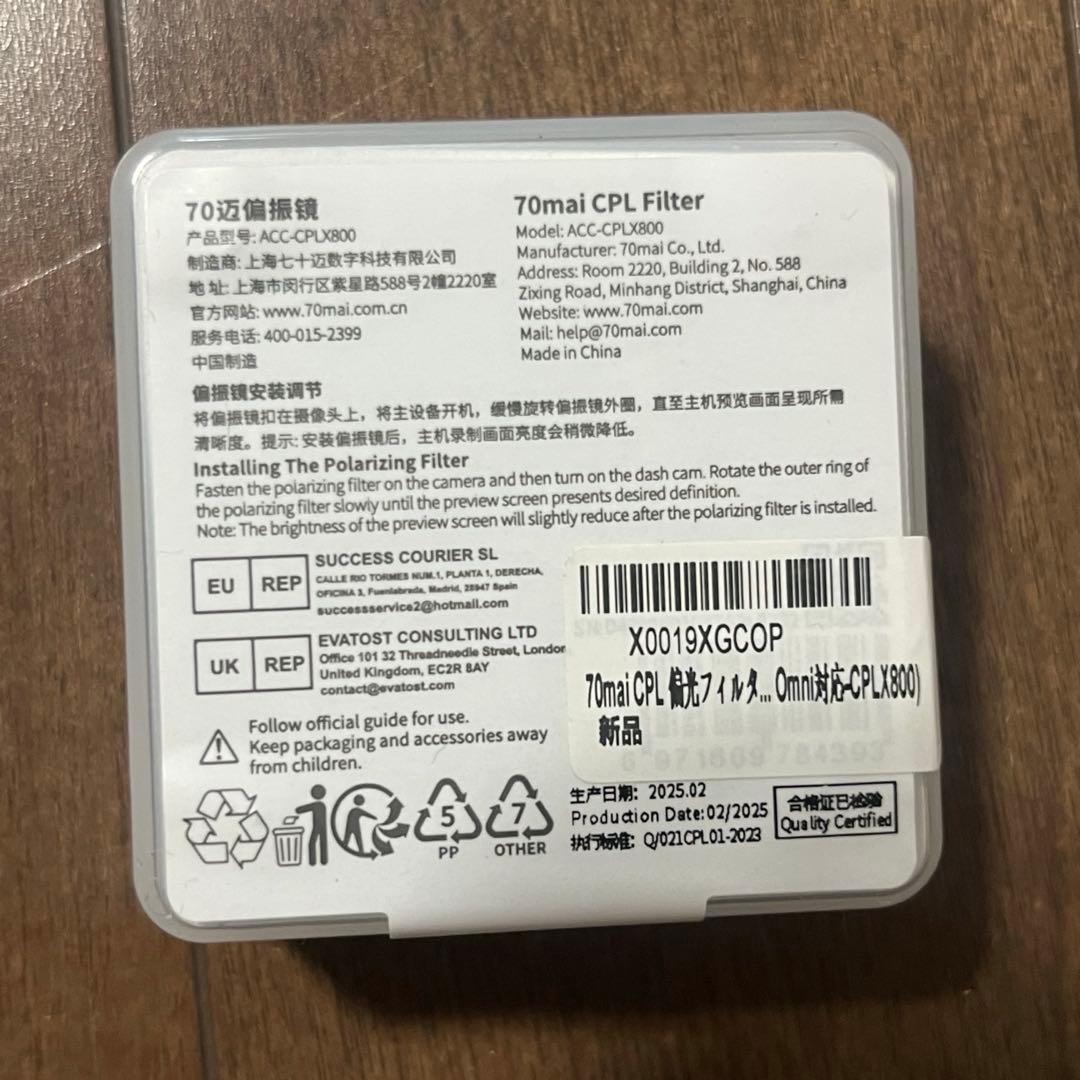 70迈偏振镜
产品型号: ACC-CPLX800
制造商: 上海七十迈数字科技有限公司
地 址: 上海市闵行区紫星路588号2幢2220室
官方网站: www.70mai.com.cn
服务电话: 400-015-2399
中国制造
70mai CPL Filter
Model: ACC-CPLX800
Manufacturer: 70mai Co., Ltd.
Address: Room 2220, Building 2, No. 588
Zixing Road, Minhang District, Shanghai, China
Website: www.70mai.com
Mail: help@70mai.com
Made in China
偏振镜安装调节
将偏振镜扣在摄像头上，将主设备开机，缓慢旋转偏振镜外圈，直至主机预览画面呈现所需
清晰度。提示: 安装偏振镜后，主机录制画面亮度会稍微降低。
Installing The Polarizing Filter
Fasten the polarizing filter on the camera and then turn on the dash cam. Rotate the outer ring of
the polarizing filter slowly until the preview screen presents desired definition.
Note: The brightness of the preview screen will slightly reduce after the polarizing filter is installed.
EU REP
SUCCESS COURIER SL
CALLE RIO TORMES NUM.1, PLANTA 1, DERECHA,
OFICINA 3, Fuenlabrada, Madrid, 28947 Spain
successservice2@hotmail.com
UK REP
EVATOST CONSULTING LTD
Office 101 32 Threadneedle Street, London
United Kingdom, EC2R 8AY
contact@evatost.com
X0019XGCOP
70mai CPL 偏光フィルタ... Omni対応-CPLX800)
新品
6 971669 784393
Follow official guide for use.
Keep packaging and accessories away
from children.
5
PP
7
OTHER
生产日期: 2025.02
Production Date: 02/2025
执行标准: Q/021CPL01-2023
合格证已检验
Quality Certified